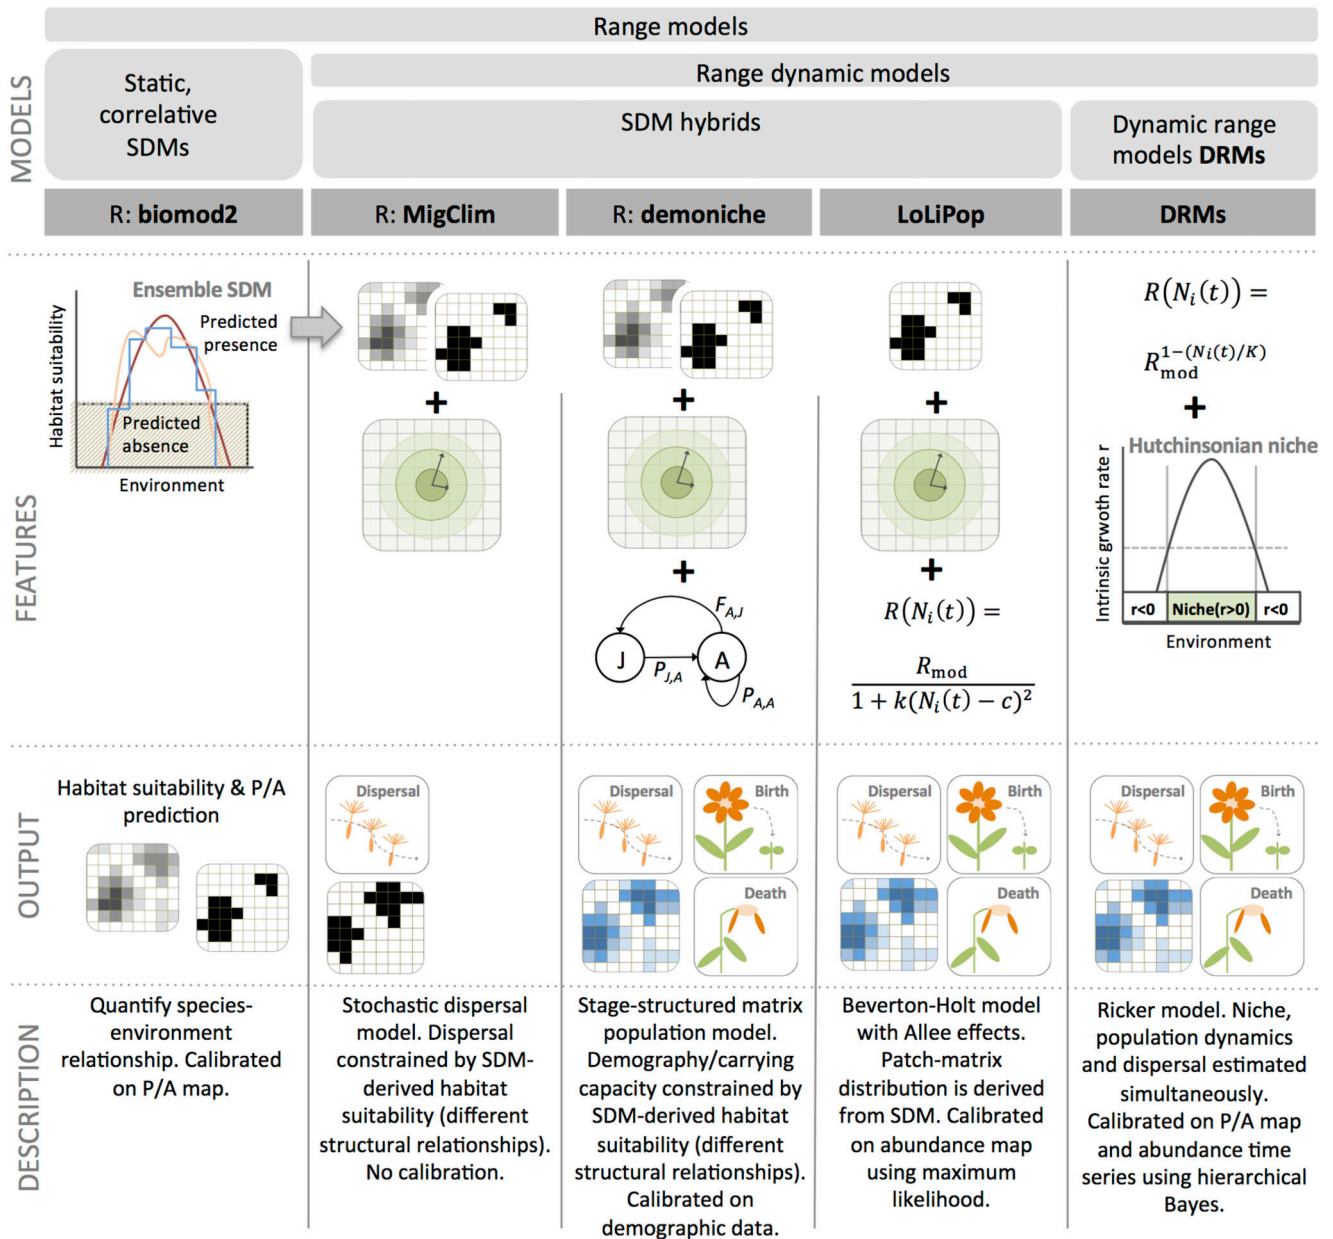 Range models
MODELS
Static,
correlative
SDMs
Range dynamic models
SDM hybrids
Dynamic range
models DRMs
R: biomod2
R: MigClim
R: demoniche
LoLiPop
DRMs
FEATURES
Ensemble SDM
Predicted
presence
Predicted
absence
Habitat suitability
Environment
+
+
+
J
A
F_{A,J}
P_{J,A}
P_{A,A}
+
+
R(N_i(t)) =
R_{mod}
1 + k(N_i(t) − c)^2
R(N_i(t)) =
R_{mod}^{1−(N_i(t)/K)}
+
Hutchinsonian niche
Intrinsic grwoth rate r
r<0
Niche(r>0)
r<0
Environment
OUTPUT
Habitat suitability & P/A
prediction
Dispersal
Dispersal
Birth
Death
Dispersal
Birth
Death
Dispersal
Birth
Death
DESCRIPTION
Quantify species-
environment
relationship. Calibrated
on P/A map.
Stochastic dispersal
model. Dispersal
constrained by SDM-
derived habitat
suitability (different
structural relationships).
No calibration.
Stage-structured matrix
population model.
Demography/carrying
capacity constrained by
SDM-derived habitat
suitability (different
structural relationships).
Calibrated on
demographic data.
Beverton-Holt model
with Allee effects.
Patch-matrix
distribution is derived
from SDM. Calibrated
on abundance map
using maximum
likelihood.
Ricker model. Niche,
population dynamics
and dispersal estimated
simultaneously.
Calibrated on P/A map
and abundance time
series using hierarchical
Bayes.